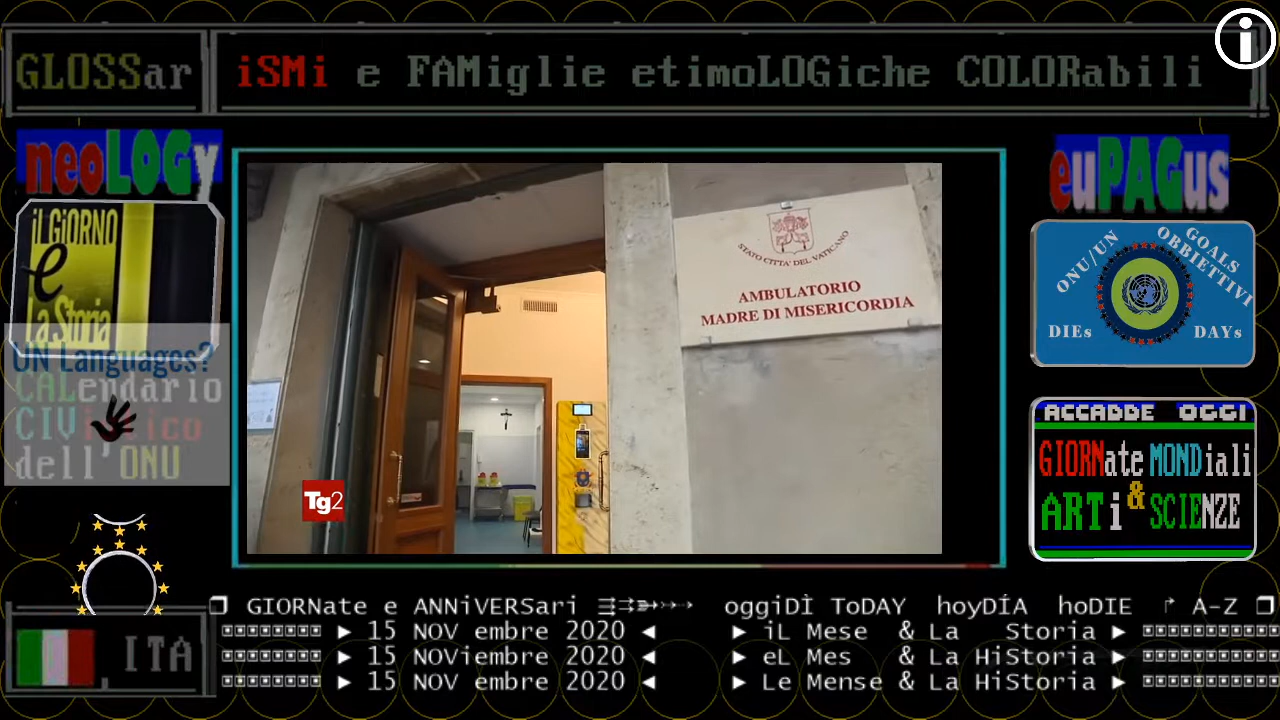 GLOSSar
iSMi e FAMiglie etimoLOGiche COLORabili
i
neoLOGy
iL GiORNO
e
La Storia
UN Languages?
CALendario
CIVico
dell'ONU
STATO CITTA' DEL VATICANO
AMBULATORIO
MADRE DI MISERICORDIA
Tg2
euPAGus
ONU/UN
GOALS
OBBIETTIVI
DIEs
DAYs
ACCADDE OGGI
GIORNate MONDiali
&
ARTi SCIENZE
GIORNate e ANNiVERSari oggiDÌ ToDAY hoyDÍA hoDIE A-Z
15 NOV embre 2020 iL Mese & La Storia
15 NOViembre 2020 eL Mes & La HiStoria
15 NOV embre 2020 Le Mense & La HiStoria
ITA